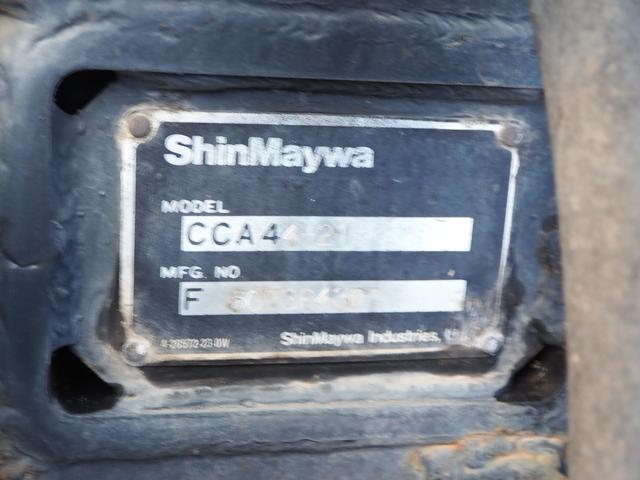 ShinMaywa
MODEL
CCA44-21
MFG. NO
F
ShinMaywa Industries,